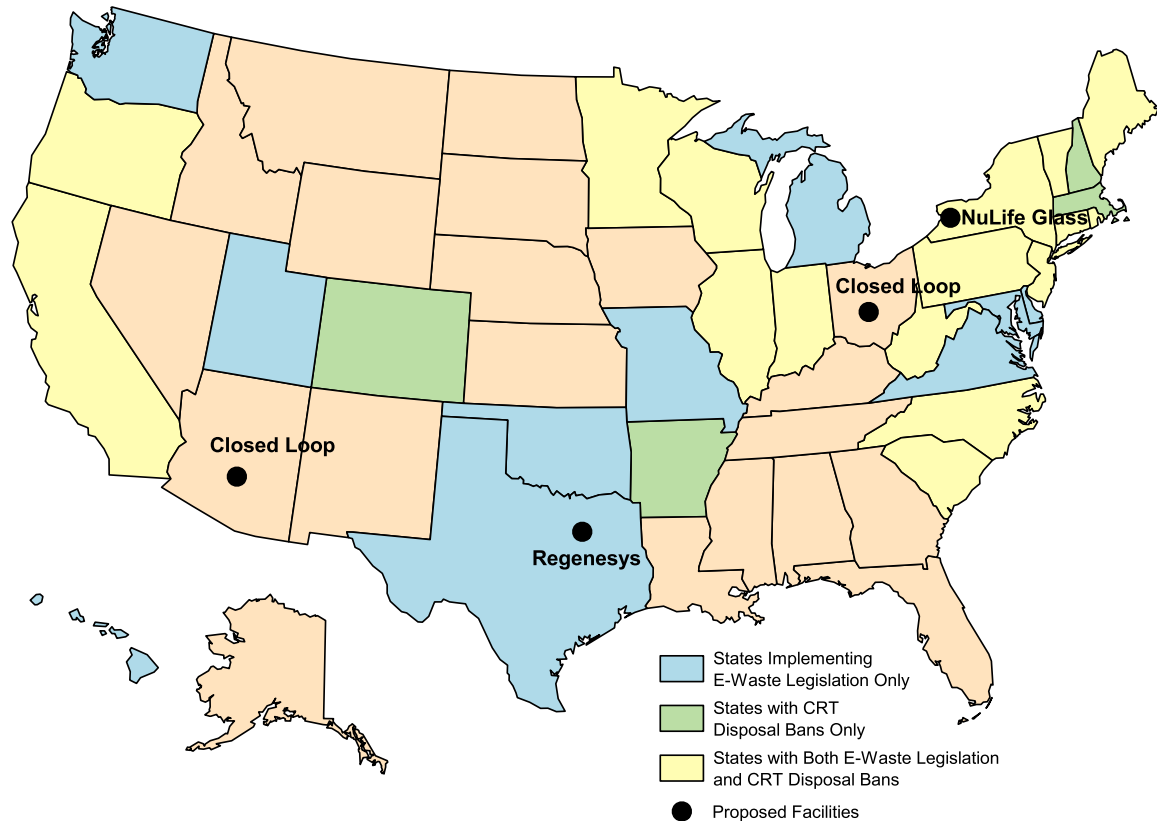 NuLife Glass
Closed Loop
Closed Loop
Regenesys
States Implementing
E-Waste Legislation Only
States with CRT
Disposal Bans Only
States with Both E-Waste Legislation
and CRT Disposal Bans
Proposed Facilities